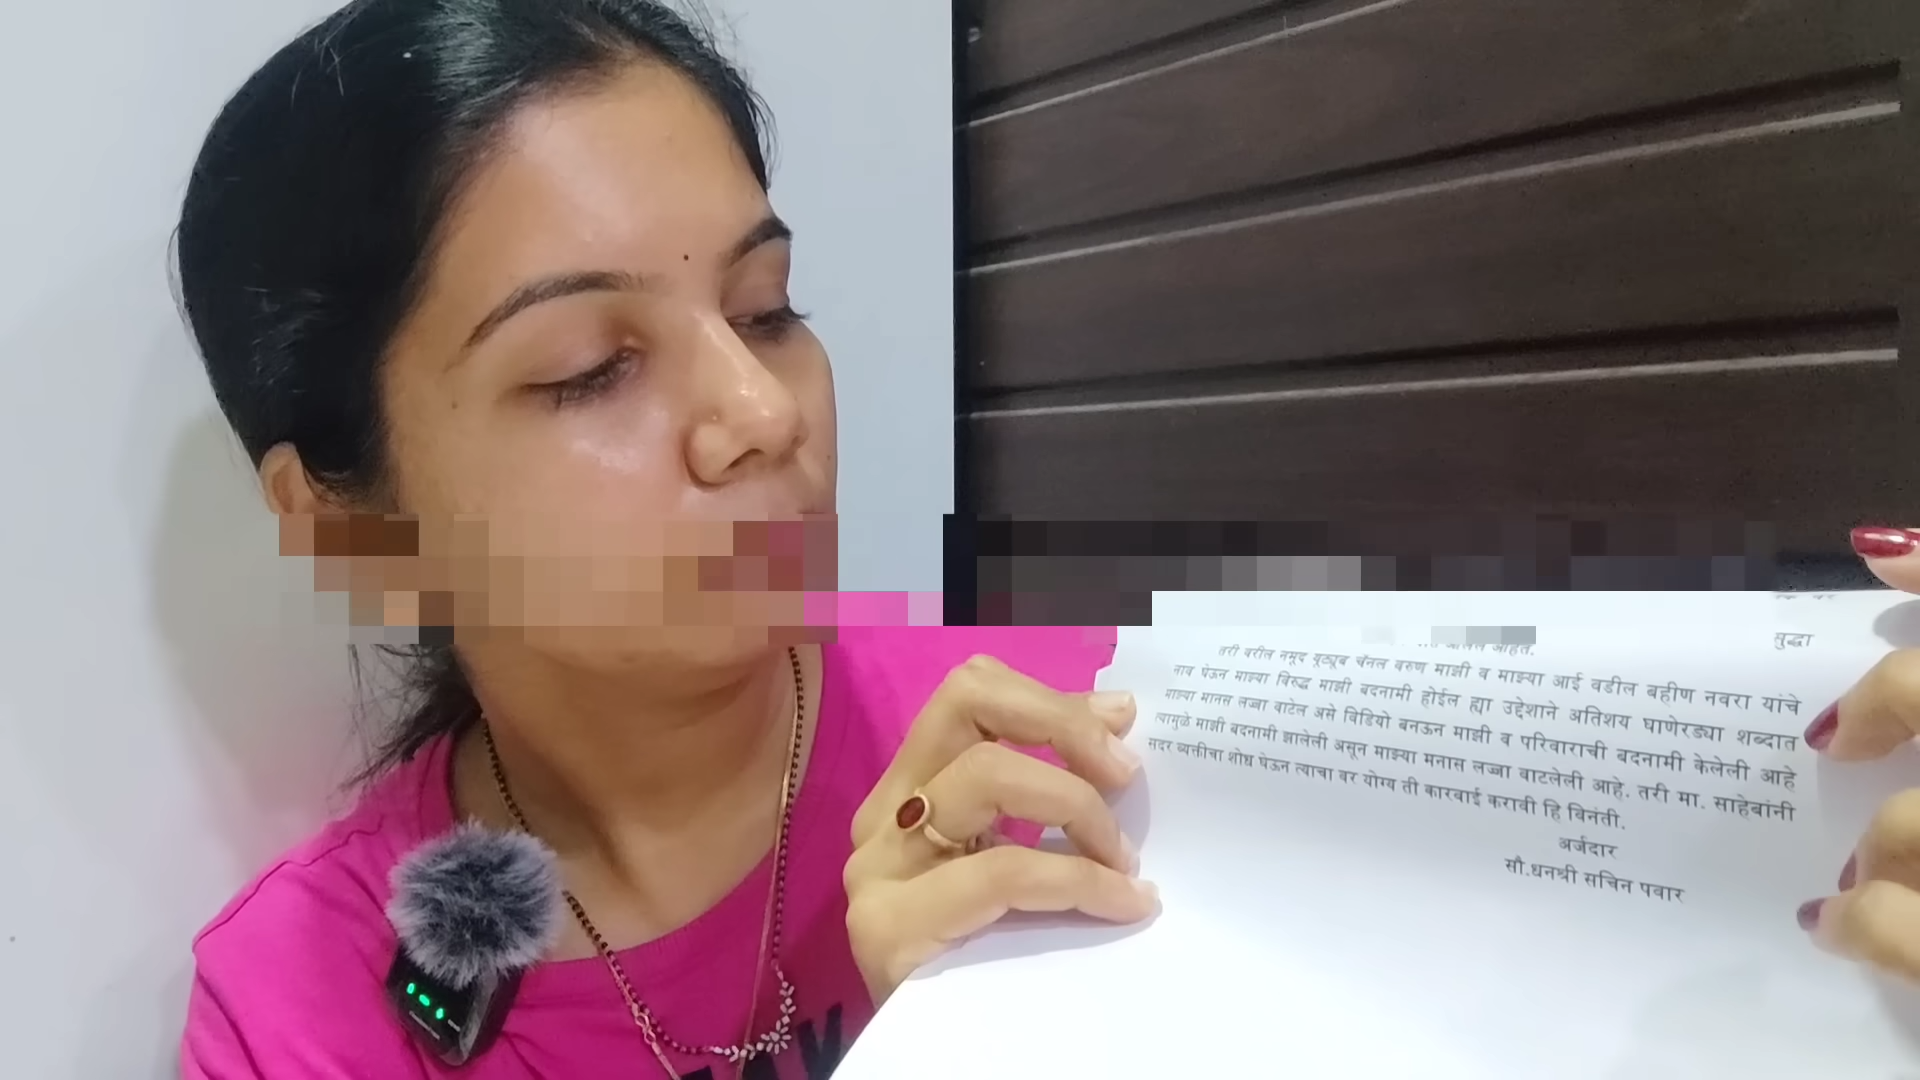 सुद्धा
तरी वरील नमूद यूट्यूब चॅनल वरुण माझी व माझ्या आई वडील बहीण नवरा यांचे
नाव घेऊन माझ्या विरुद्ध माझी बदनामी होईल ह्या उद्देशाने अतिशय घाणेरड्या शब्दात
माझ्या मानस लज्जा वाटेल असे विडियो बनऊन माझी व परिवाराची बदनामी केलेली आहे
त्यामुळे माझी बदनामी झालेली असून माझ्या मनास लज्जा वाटलेली आहे. तरी मा. साहेबांनी
सदर व्यक्तीचा शोध घेऊन त्याचा वर योग्य ती कारवाई करावी हि विनंती.
अर्जदार
सौ.धनश्री सचिन पवार